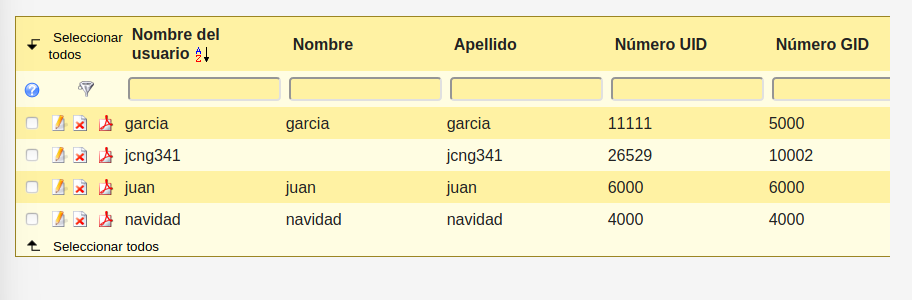 Seleccionar todos Nombre del usuario Nombre Apellido Número UID Número GID
garcia garcia garcia 11111 5000
jcng341 jcng341 26529 10002
juan juan juan 6000 6000
navidad navidad navidad 4000 4000
Seleccionar todos